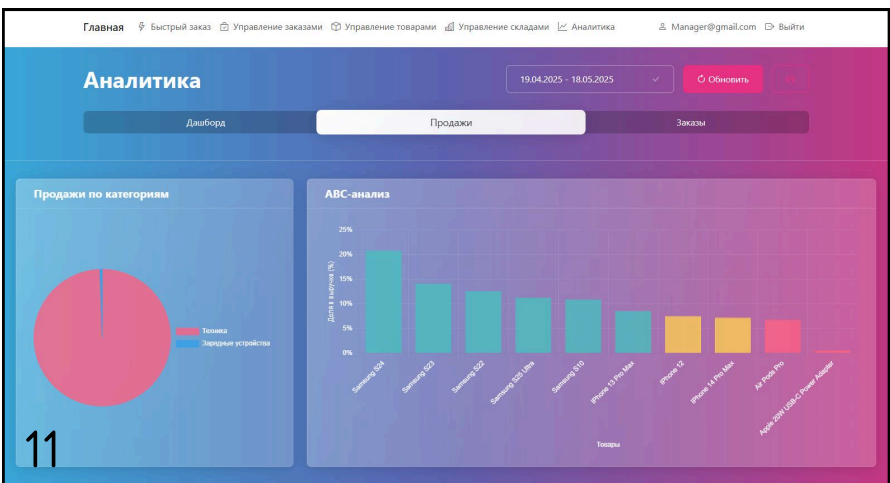 Главная Быстрый заказ Управление заказами Управление товарами Управление складами Аналитика Manager@gmail.com Выйти
Аналитика
19.04.2025 - 18.05.2025
Обновить
Дашборд Продажи Заказы
Продажи по категориям
Техника
Зарядные устройства
ABC-анализ
Доля в выручке (%)
25%
20%
15%
10%
5%
0%
Samsung S24
Samsung S23
Samsung S22
Samsung S25 Ultra
Samsung S10
iPhone 13 Pro Max
iPhone 12
iPhone 14 Pro Max
Air Pods Pro
Apple 20W USB-C Power Adapter
Товары
11